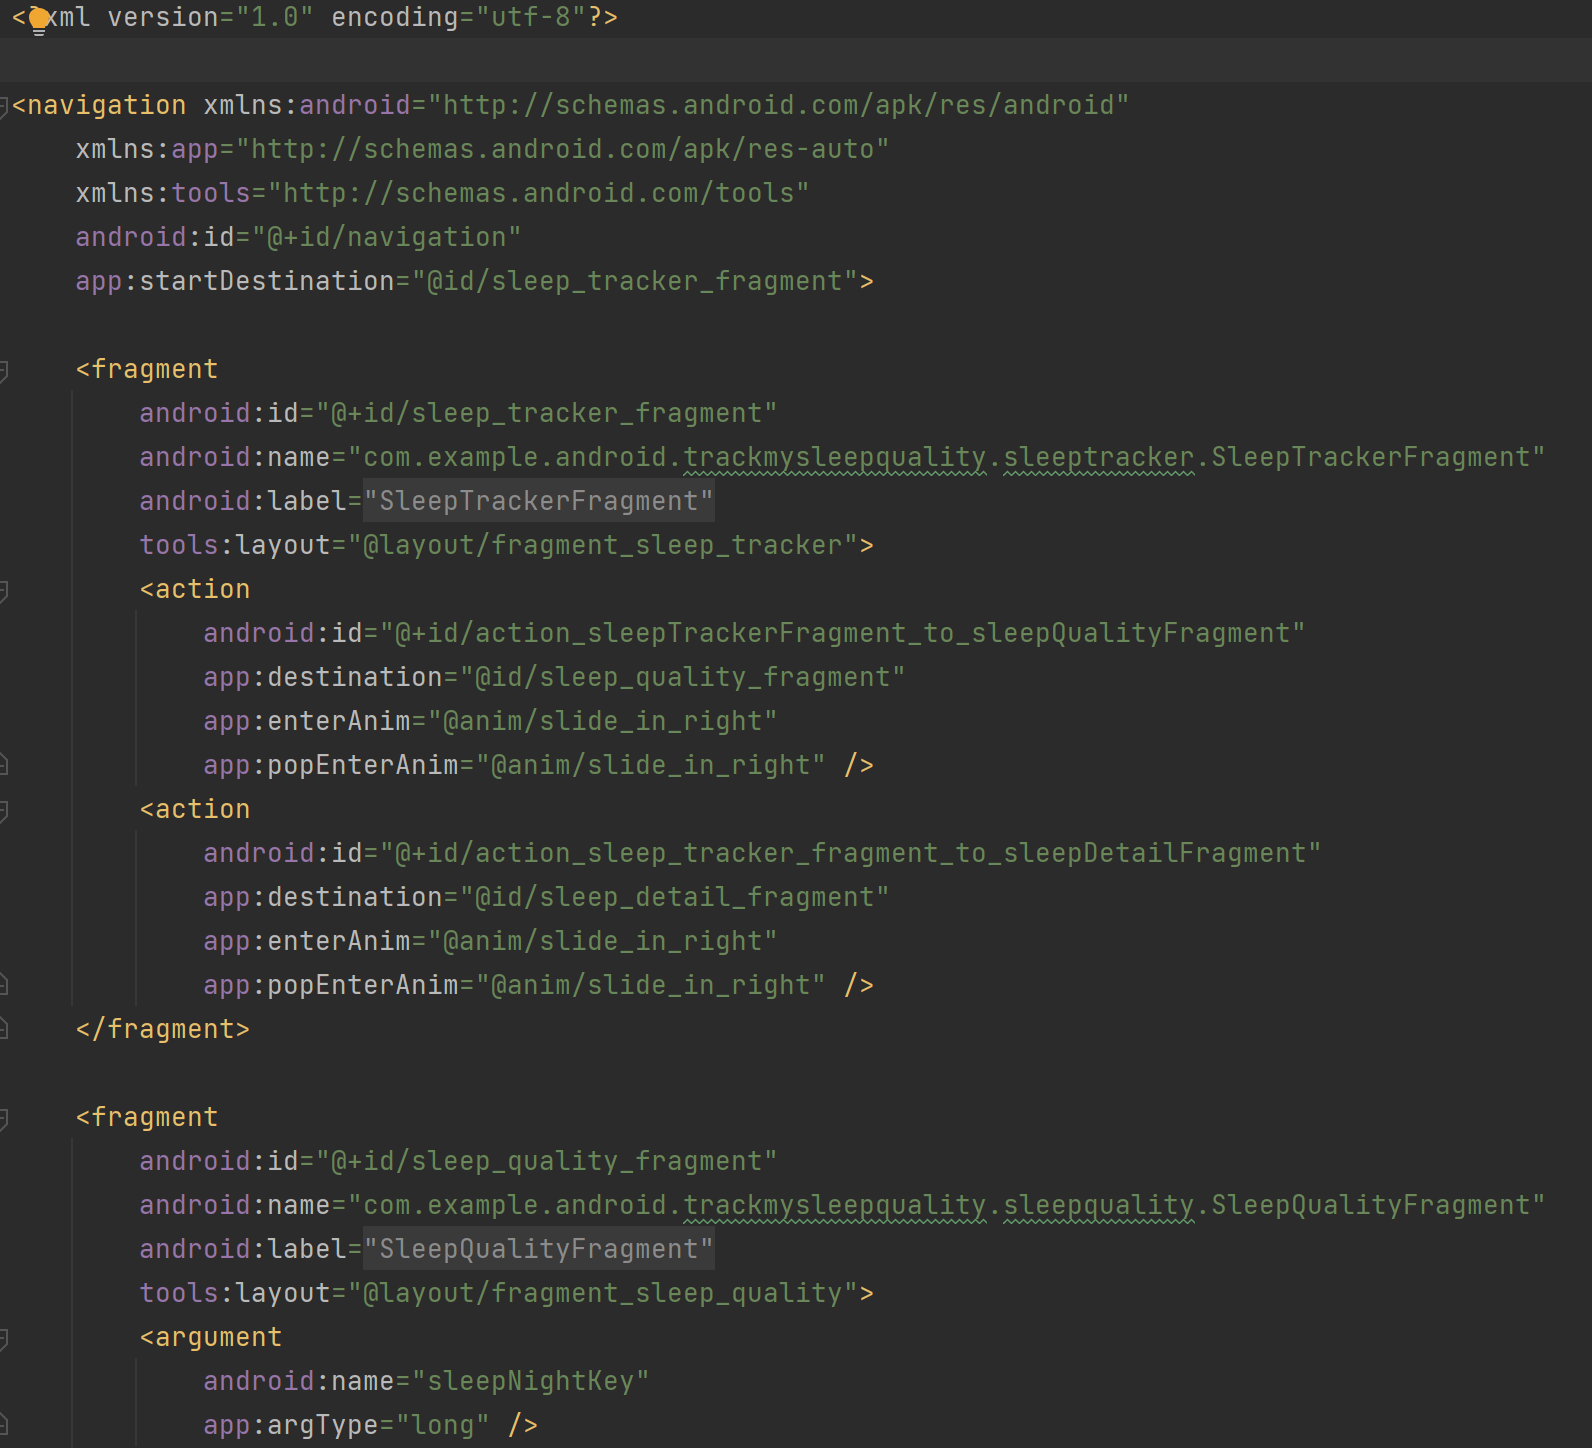 <?xml version="1.0" encoding="utf-8"?>
<navigation xmlns:android="http://schemas.android.com/apk/res/android"
xmlns:app="http://schemas.android.com/apk/res-auto"
xmlns:tools="http://schemas.android.com/tools"
android:id="@+id/navigation"
app:startDestination="@id/sleep_tracker_fragment">
<fragment
android:id="@+id/sleep_tracker_fragment"
android:name="com.example.android.trackmysleepquality.sleeptracker.SleepTrackerFragment"
android:label="SleepTrackerFragment"
tools:layout="@layout/fragment_sleep_tracker">
<action
android:id="@+id/action_sleepTrackerFragment_to_sleepQualityFragment"
app:destination="@id/sleep_quality_fragment"
app:enterAnim="@anim/slide_in_right"
app:popEnterAnim="@anim/slide_in_right" />
<action
android:id="@+id/action_sleep_tracker_fragment_to_sleepDetailFragment"
app:destination="@id/sleep_detail_fragment"
app:enterAnim="@anim/slide_in_right"
app:popEnterAnim="@anim/slide_in_right" />
</fragment>
<fragment
android:id="@+id/sleep_quality_fragment"
android:name="com.example.android.trackmysleepquality.sleepquality.SleepQualityFragment"
android:label="SleepQualityFragment"
tools:layout="@layout/fragment_sleep_quality">
<argument
android:name="sleepNightKey"
app:argType="long" />